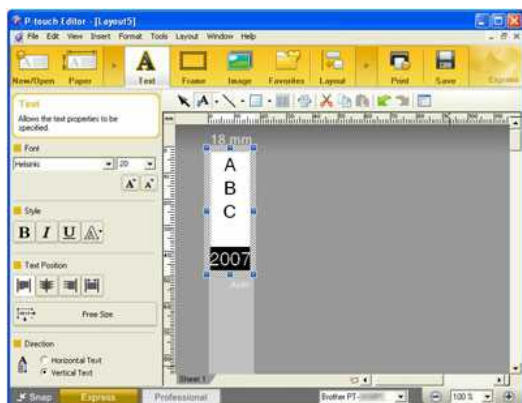 P-touch Editor - [Layout5]
File Edit View Insert Format Tools Layout Window Help
New/Open Paper Text Frame Image Favorites Layout Print Save Express
Text
Allows the text properties to be specified.
Font
Helsinki 20
A A
Style
B I U A
Text Position
Free Size
Direction
Horizontal Text
Vertical Text
18 mm
A
B
C
2007
Auto
Sheet 1
Snap Express Professional Brother PT- 100 %